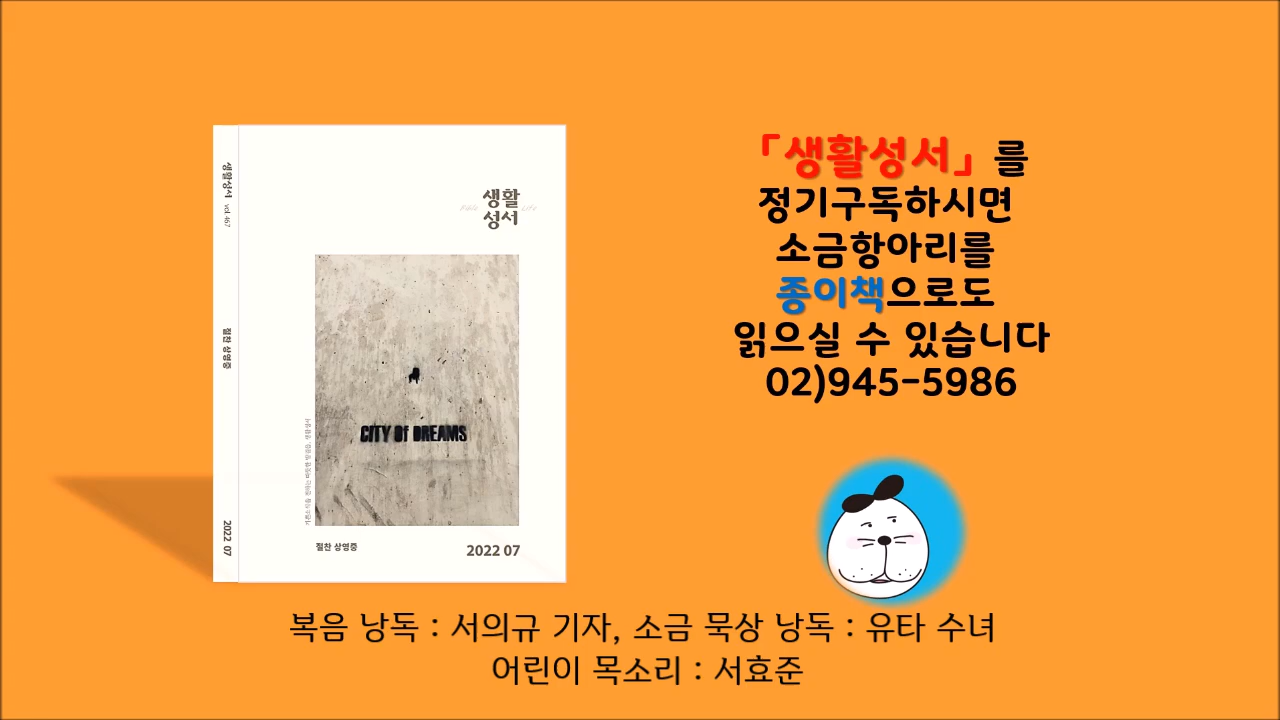 생활성서 vol. 467
절찬 상영중
2022 07
생활
성서
CITY Of DREAMS
절찬 상영중
2022 07
「생활성서」를
정기구독하시면
소금항아리를
종이책으로도
읽으실 수 있습니다
02)945-5986
복음 낭독 : 서의규 기자, 소금 묵상 낭독 : 유타 수녀
어린이 목소리 : 서효준